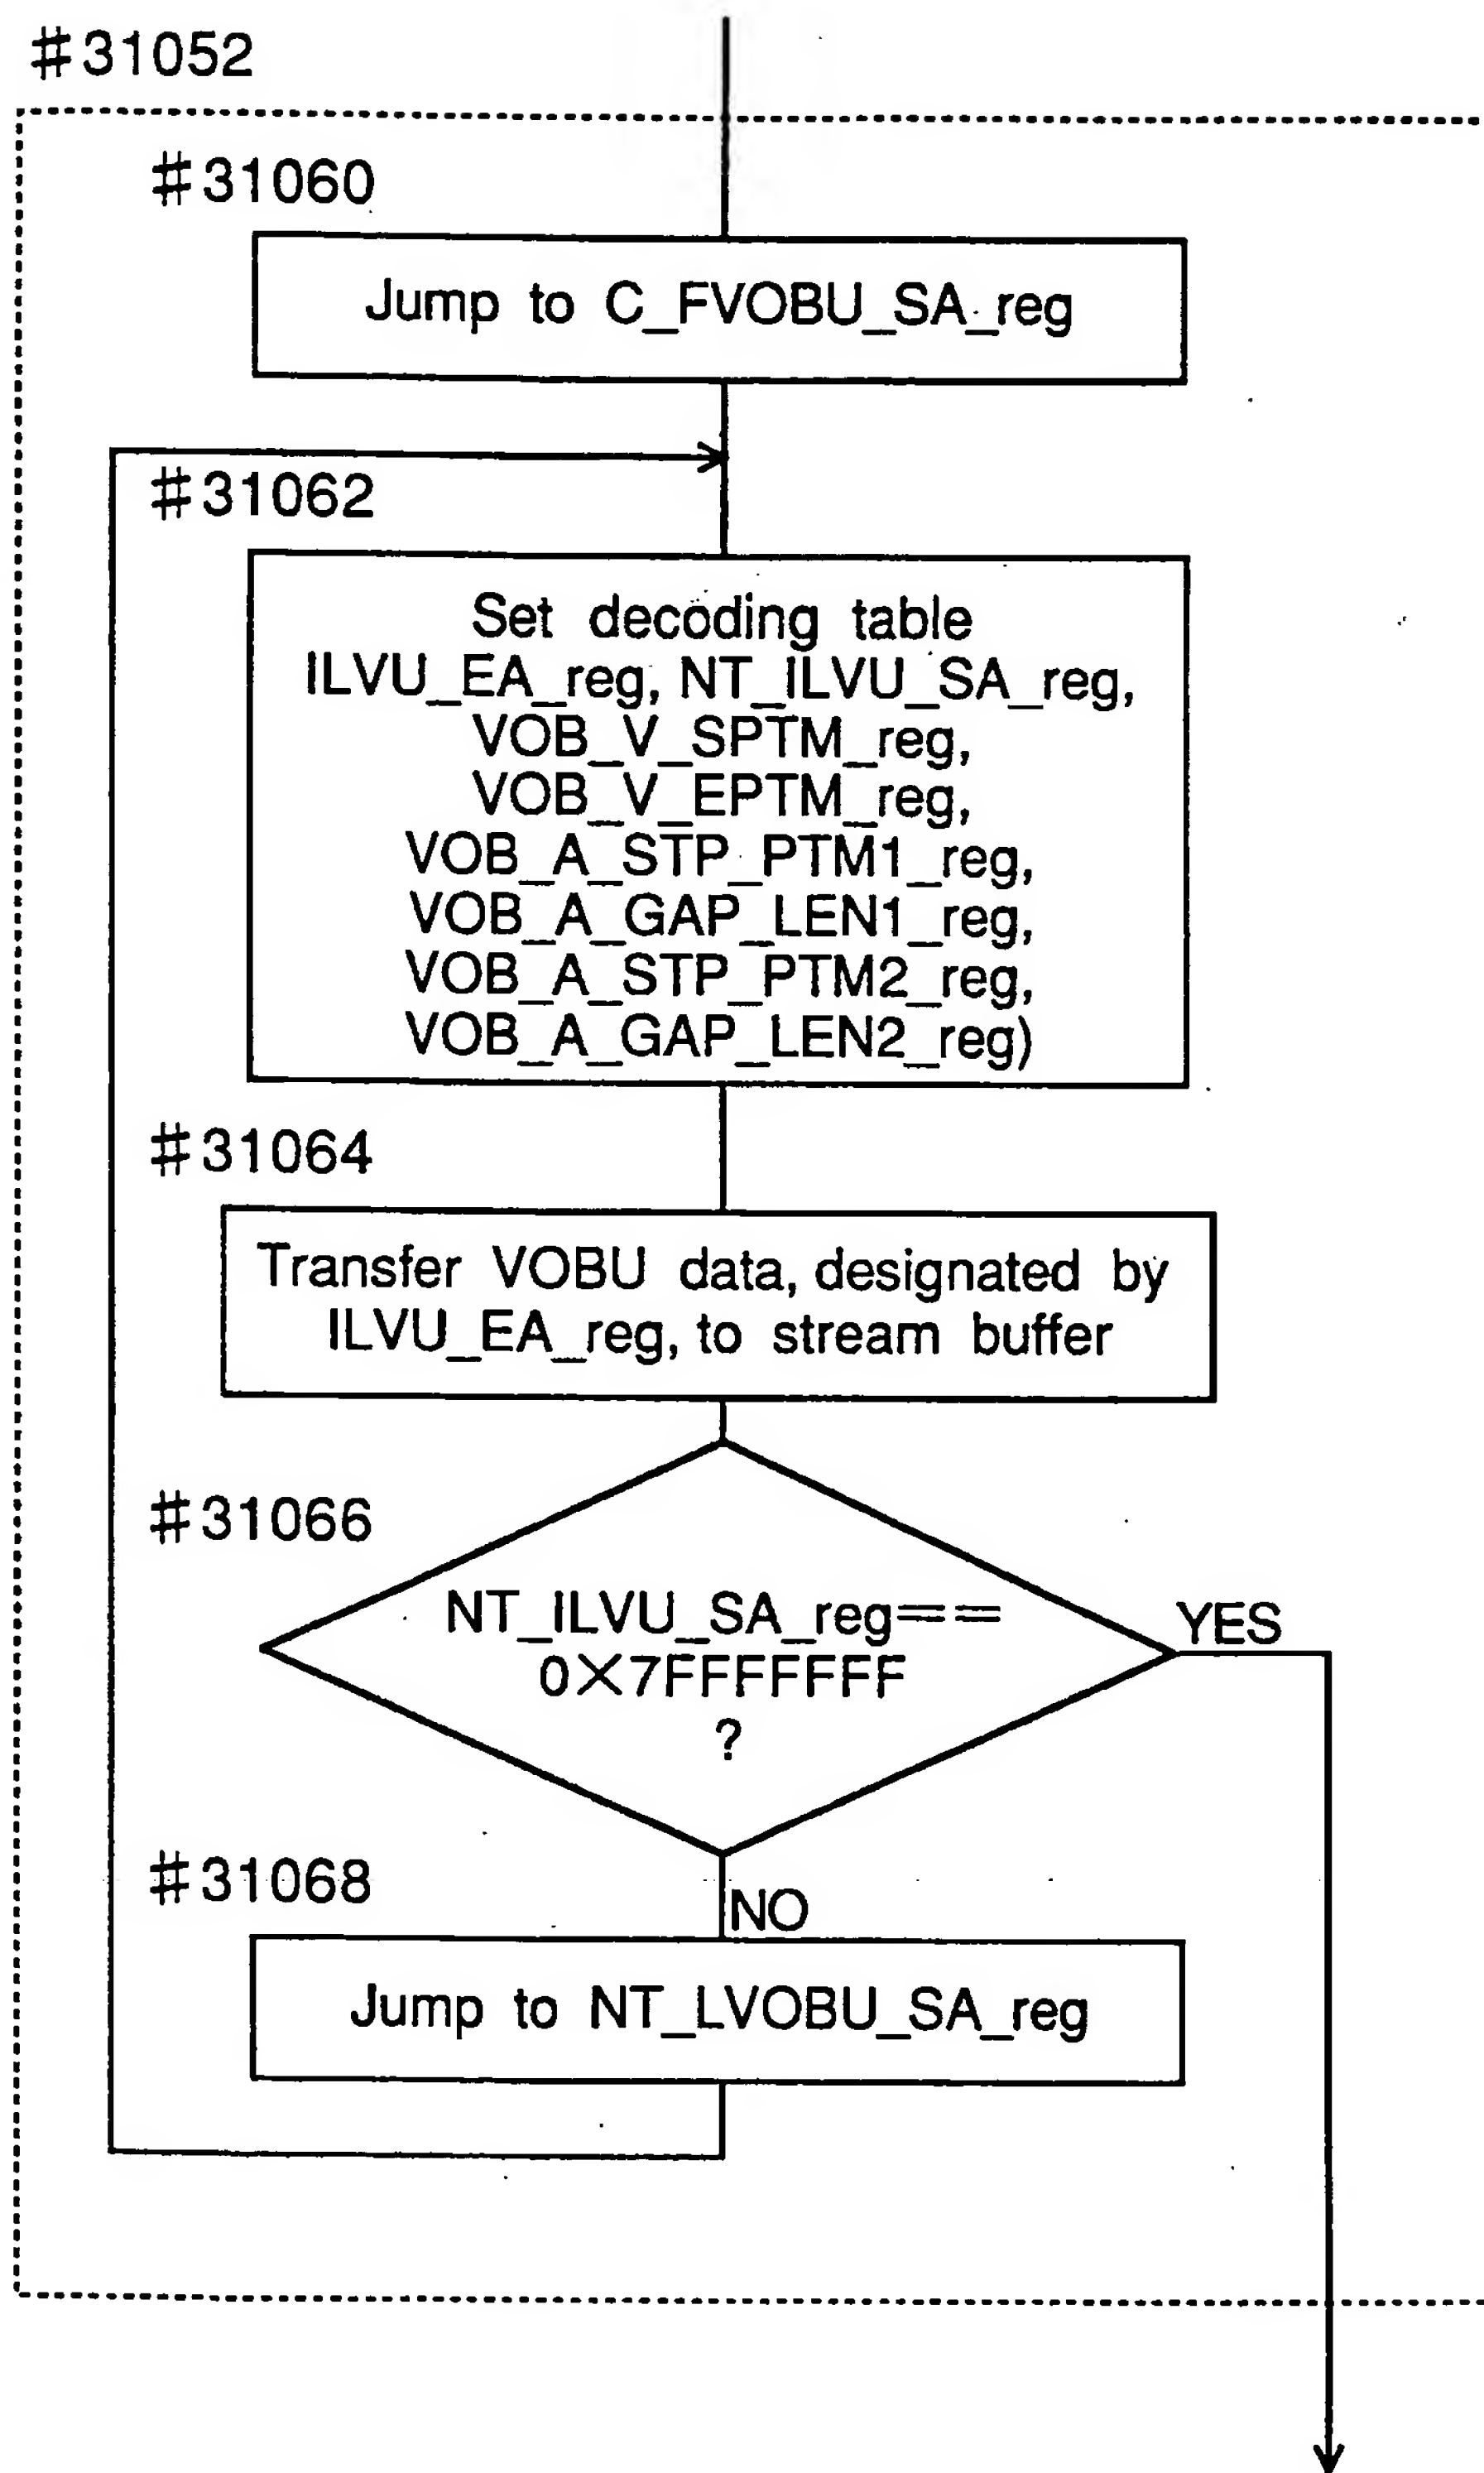 #31052
#31060
Jump to C_FVOBU_SA_reg
#31062
Set decoding table
ILVU_EA_reg, NT_ILVU_SA_reg,
VOB_V_SPTM_reg,
VOB_V_EPTM_reg,
VOB_A_STP_PTM1_reg,
VOB_A_GAP_LEN1_reg,
VOB_A_STP_PTM2_reg,
VOB_A_GAP_LEN2_reg)
#31064
Transfer VOBU data, designated by
ILVU_EA_reg, to stream buffer
#31066
NT_ILVU_SA_reg==
0X7FFFFFFF
?
YES
#31068
NO
Jump to NT_LVOBU_SA_reg